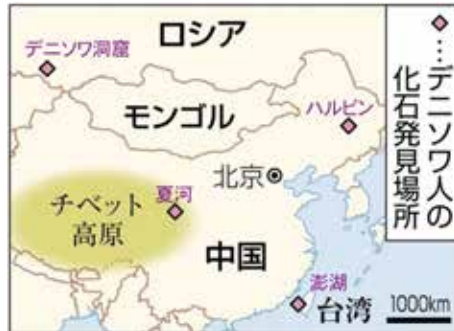 ◇…デニソワ人の
化石発見場所
ロシア
デニソワ洞窟
モンゴル
ハルビン
北京
夏河
チベット
高原
中国
澎湖
台湾
1000km